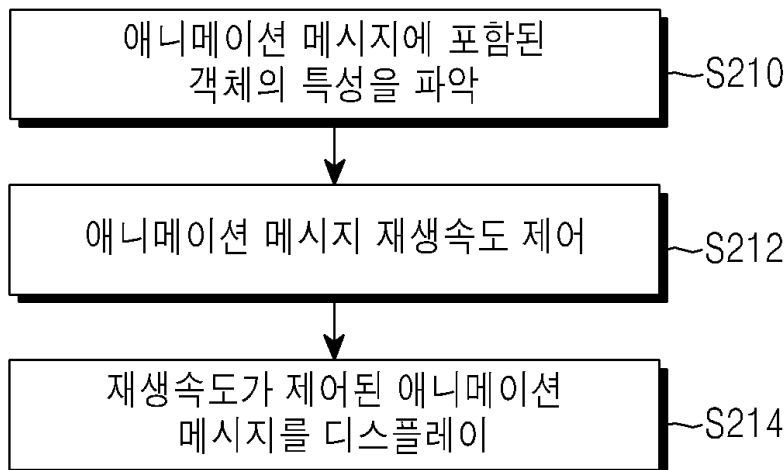 애니메이션 메시지에 포함된
객체의 특성을 파악
S210
애니메이션 메시지 재생속도 제어
S212
재생속도가 제어된 애니메이션
메시지를 디스플레이
S214